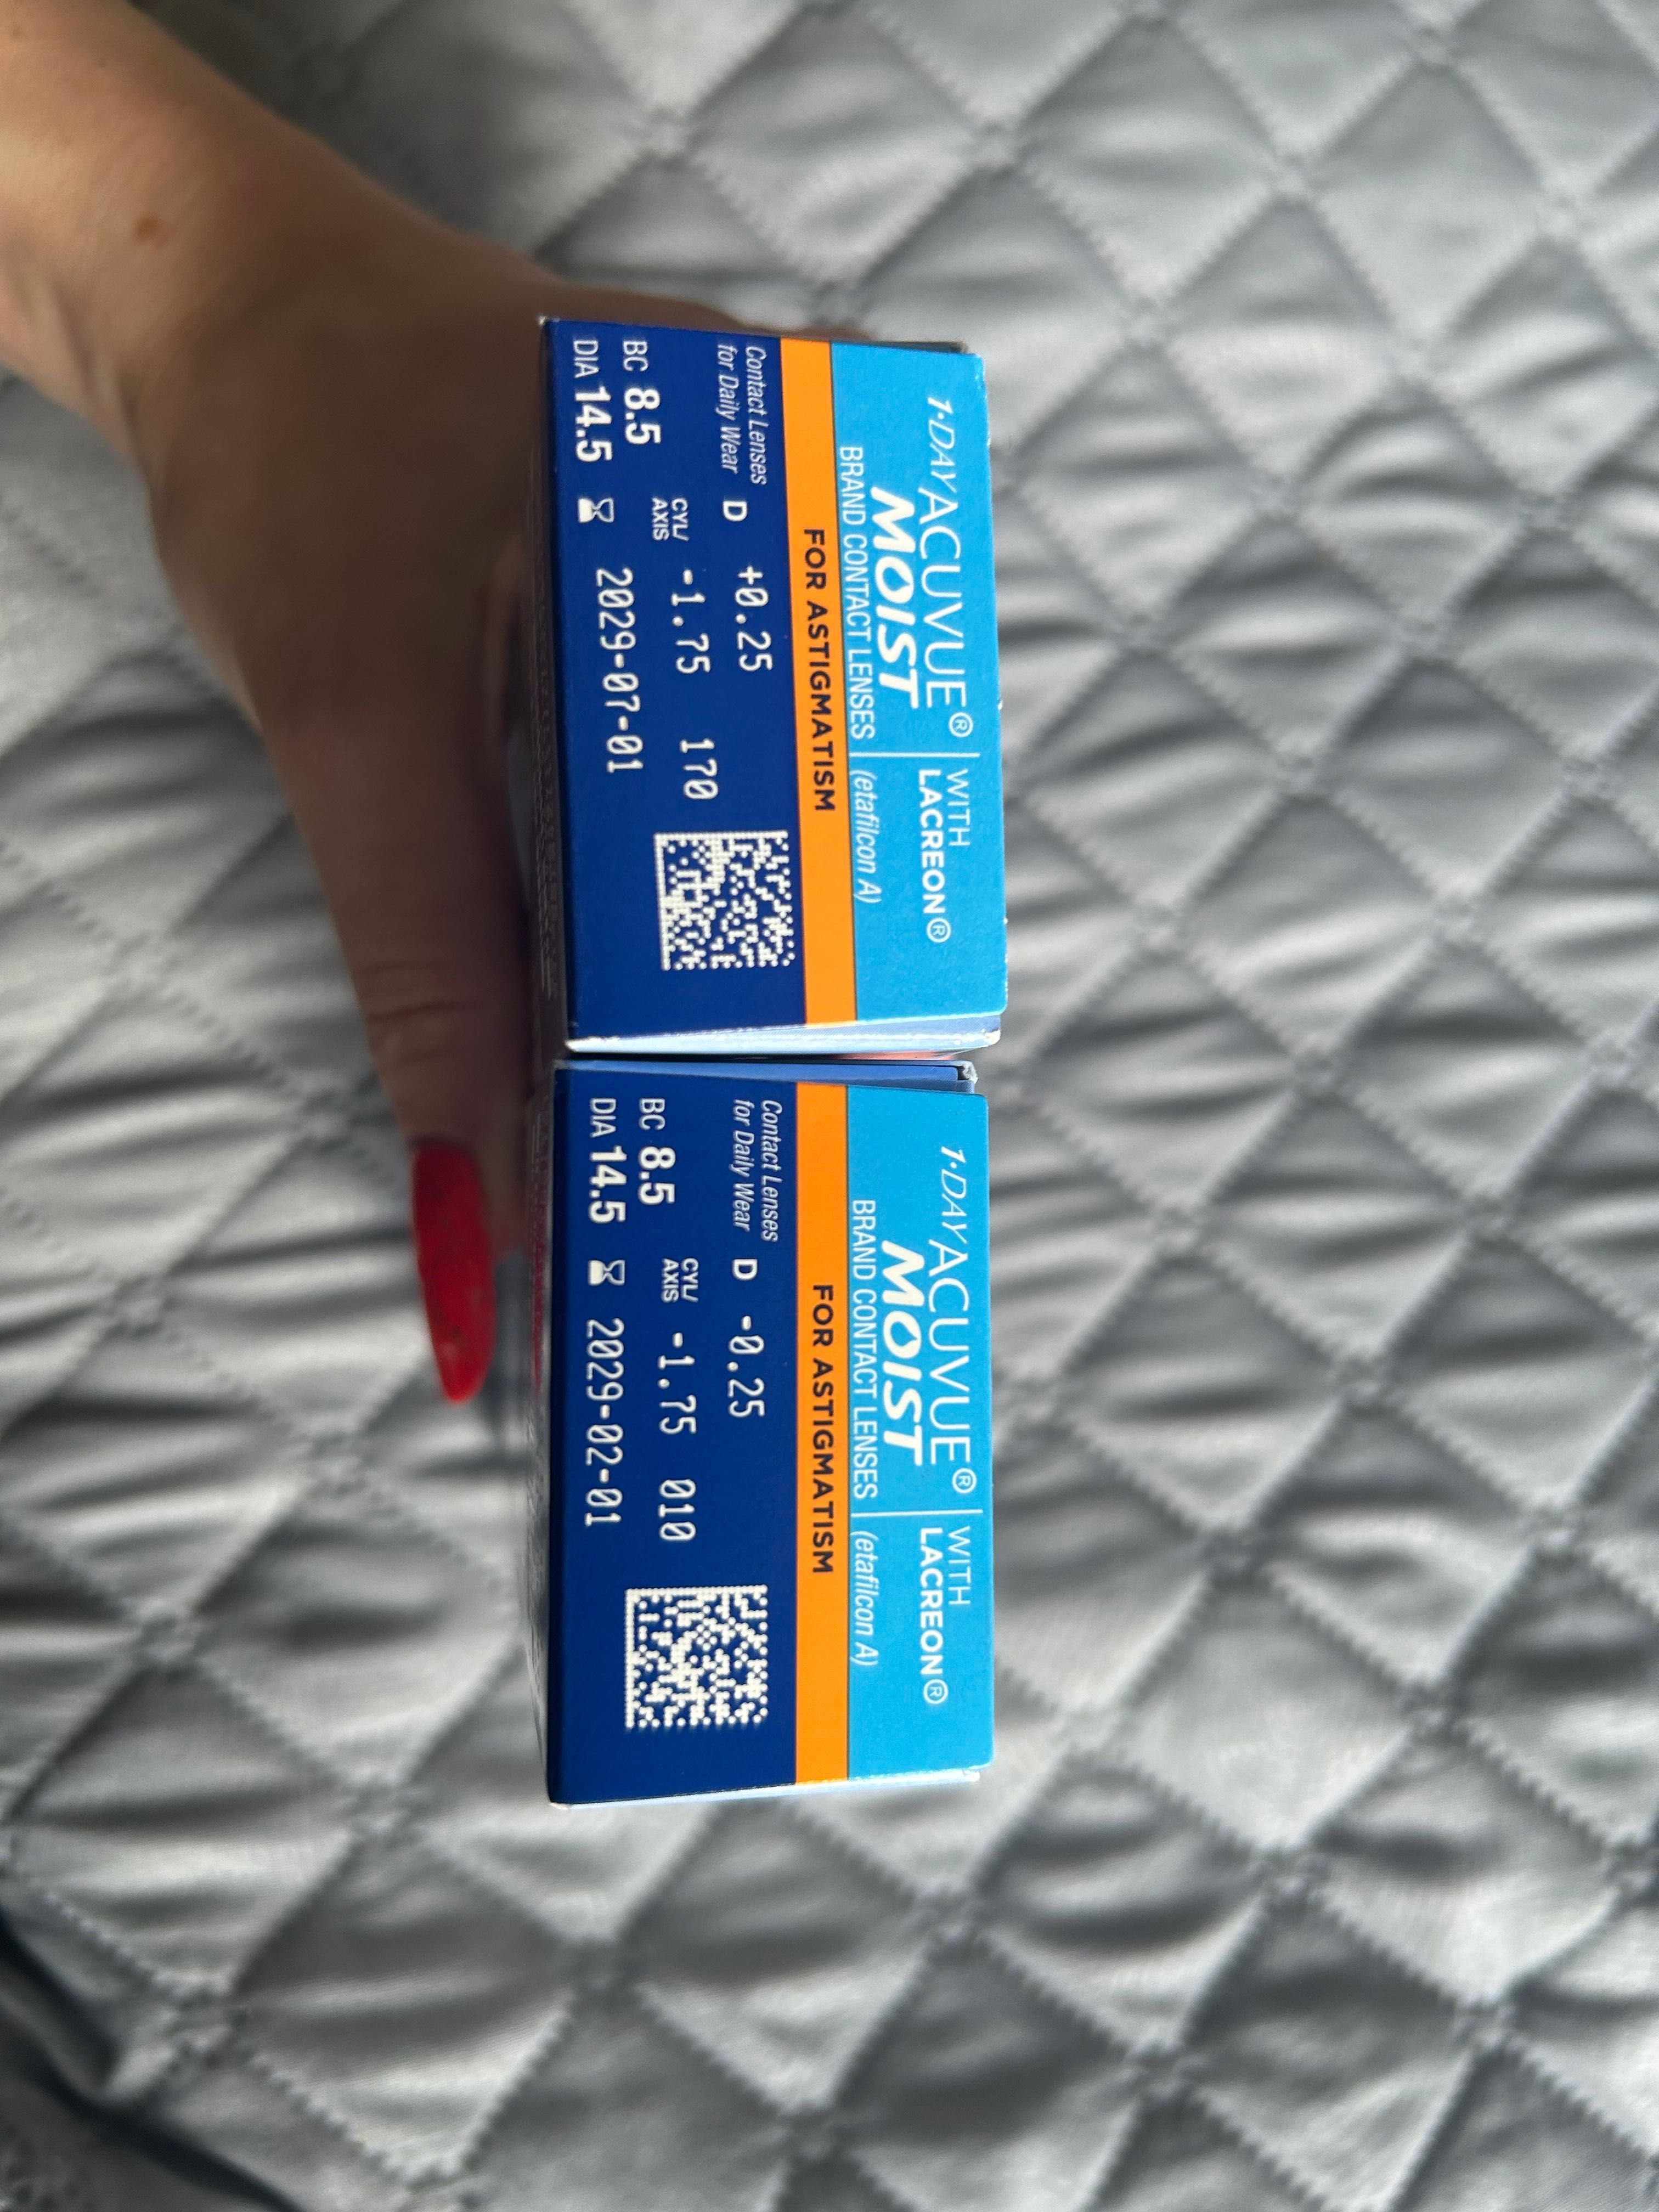 1·DAY ACUVUE®
MOIST
BRAND CONTACT LENSES
WITH
LACREON®
(etafilcon A)
FOR ASTIGMATISM
Contact Lenses
for Daily Wear
D +0.25
BC 8.5
CYL/
AXIS -1.75 170
DIA 14.5
2029-07-01
1·DAY ACUVUE®
MOIST
BRAND CONTACT LENSES
WITH
LACREON®
(etafilcon A)
FOR ASTIGMATISM
Contact Lenses
for Daily Wear
D -0.25
BC 8.5
CYL/
AXIS -1.75 010
DIA 14.5
2029-02-01